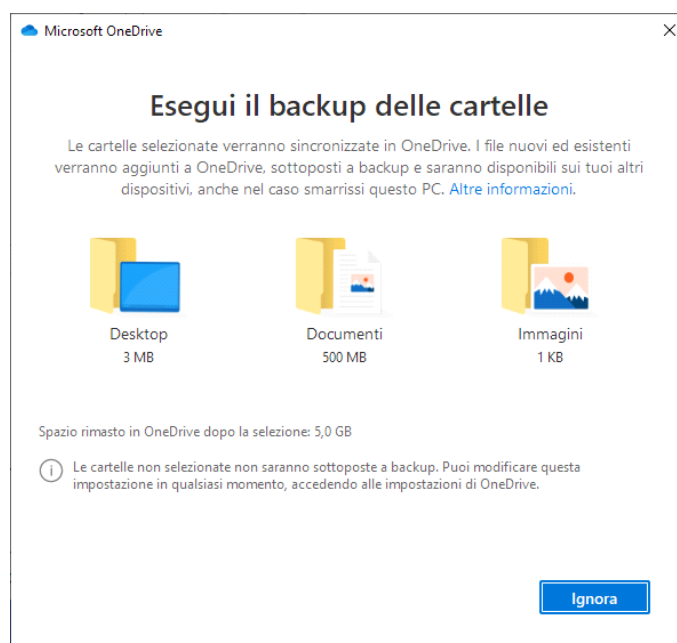 Microsoft OneDrive
Esegui il backup delle cartelle
Le cartelle selezionate verranno sincronizzate in OneDrive. I file nuovi ed esistenti
verranno aggiunti a OneDrive, sottoposti a backup e saranno disponibili sui tuoi altri
dispositivi, anche nel caso smarrissi questo PC. Altre informazioni.
Desktop
3 MB
Documenti
500 MB
Immagini
1 KB
Spazio rimasto in OneDrive dopo la selezione: 5,0 GB
Le cartelle non selezionate non saranno sottoposte a backup. Puoi modificare questa
impostazione in qualsiasi momento, accedendo alle impostazioni di OneDrive.
Ignora